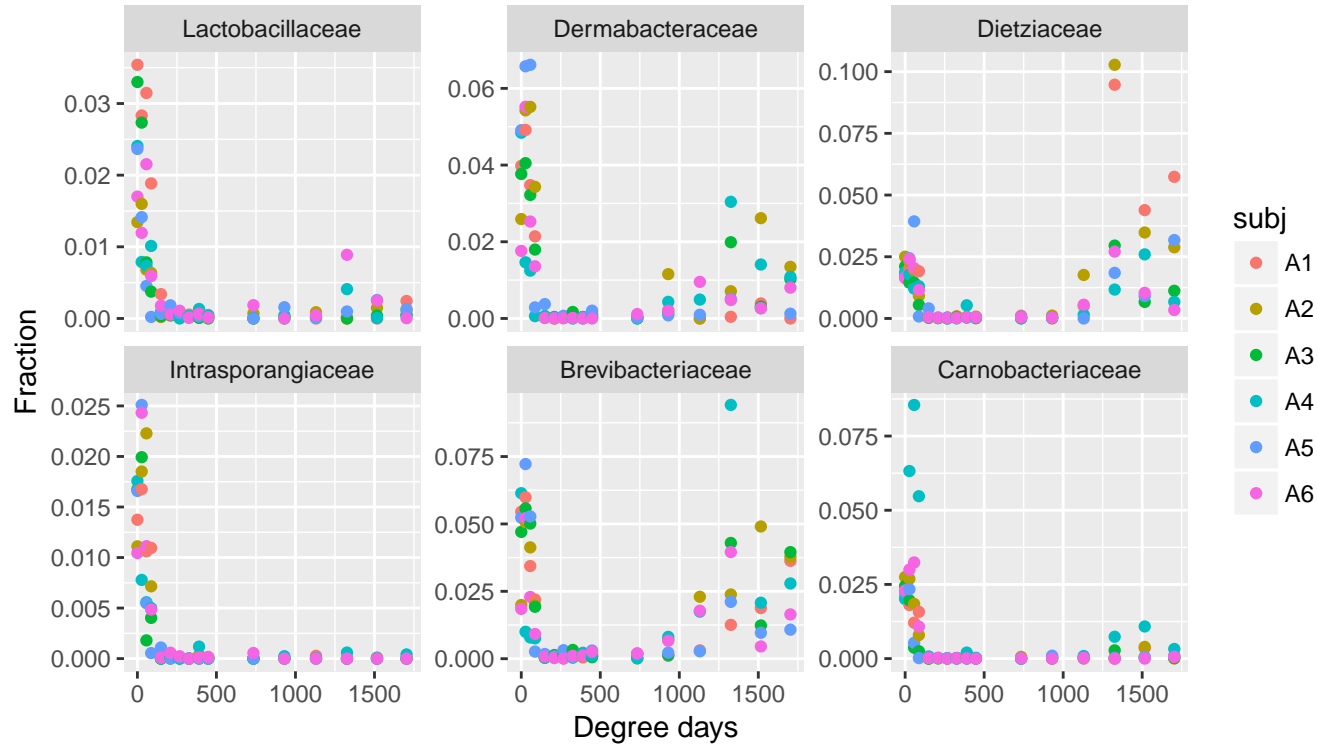 Lactobacillaceae
Dermabacteraceae
Dietziaceae
0.03
0.02
0.01
0.00
0.06
0.04
0.02
0.00
0.100
0.075
0.050
0.025
0.000
Intrasporangiaceae
Brevibacteriaceae
Carnobacteriaceae
0.025
0.020
0.015
0.010
0.005
0.000
0.075
0.050
0.025
0.000
0.075
0.050
0.025
0.000
0 500 1000 1500
0 500 1000 1500
0 500 1000 1500
Degree days
Fraction
subj
A1
A2
A3
A4
A5
A6